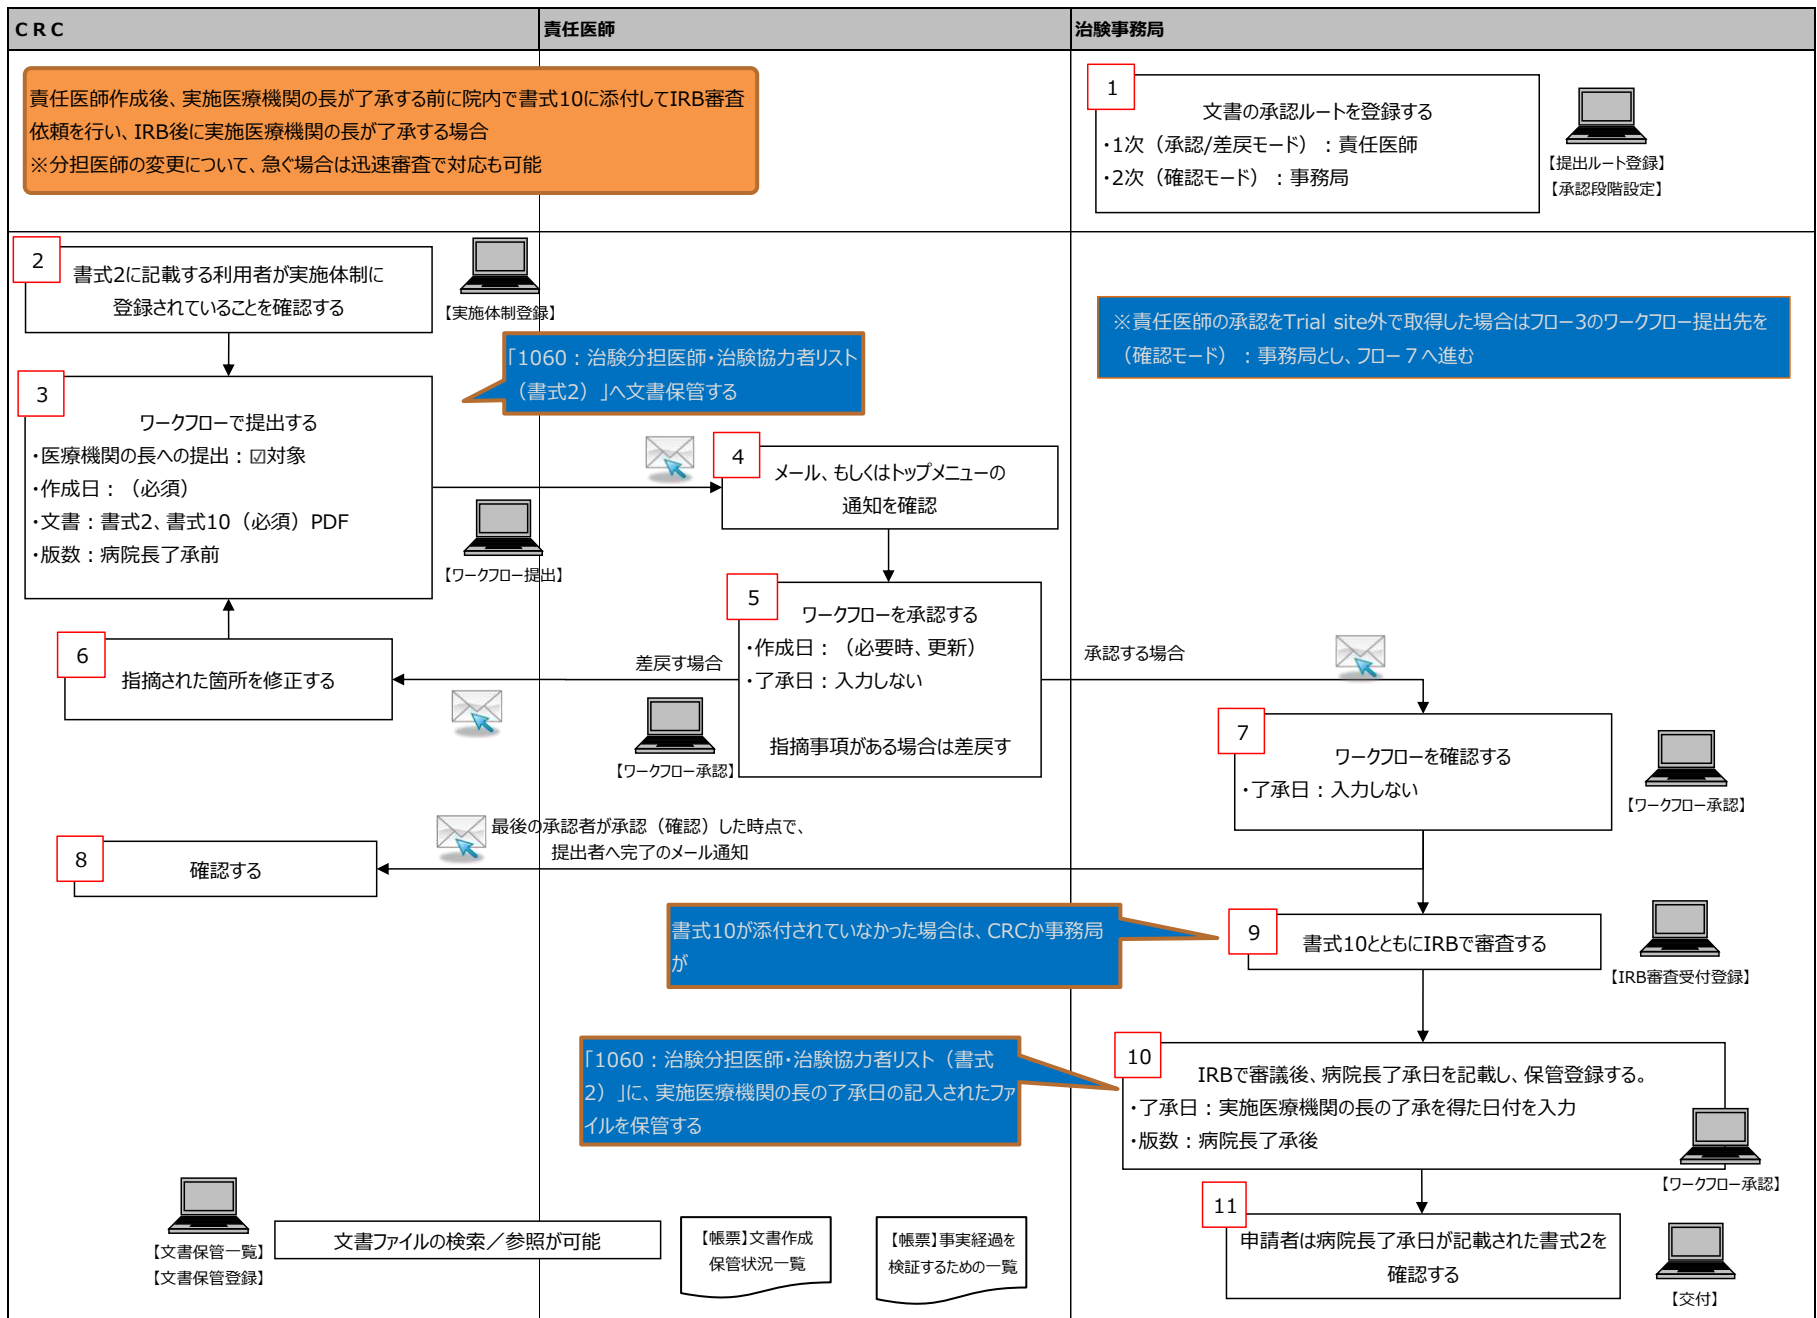 CRC
責任医師
治験事務局
責任医師作成後、実施医療機関の長が了承する前に院内で書式10に添付してIRB審査
依頼を行い、IRB後に実施医療機関の長が了承する場合
※分担医師の変更について、急ぐ場合は迅速審査で対応も可能
1
文書の承認ルートを登録する
・1次（承認/差戻モード）：責任医師
・2次（確認モード）：事務局
【提出ルート登録】
【承認段階設定】
2
書式2に記載する利用者が実施体制に
登録されていることを確認する
【実施体制登録】
※責任医師の承認をTrial site外で取得した場合はフロー3のワークフロー提出先を
（確認モード）：事務局とし、フロー７へ進む
「1060：治験分担医師・治験協力者リスト
（書式2）」へ文書保管する
3
ワークフローで提出する
・医療機関の長への提出：☑対象
・作成日：（必須）
・文書：書式2、書式10（必須）PDF
・版数：病院長了承前
【ワークフロー提出】
4
メール、もしくはトップメニューの
通知を確認
5
ワークフローを承認する
・作成日：（必要時、更新）
・了承日：入力しない
指摘事項がある場合は差戻す
【ワークフロー承認】
差戻す場合
承認する場合
6
指摘された箇所を修正する
7
ワークフローを確認する
・了承日：入力しない
【ワークフロー承認】
最後の承認者が承認（確認）した時点で、
提出者へ完了のメール通知
8
確認する
書式10が添付されていなかった場合は、CRCか事務局
が
9
書式10とともにIRBで審査する
【IRB審査受付登録】
「1060：治験分担医師・治験協力者リスト（書式
2）」に、実施医療機関の長の了承日の記入されたファ
イルを保管する
10
IRBで審議後、病院長了承日を記載し、保管登録する。
・了承日：実施医療機関の長の了承を得た日付を入力
・版数：病院長了承後
【ワークフロー承認】
11
申請者は病院長了承日が記載された書式2を
確認する
【交付】
【文書保管一覧】
【文書保管登録】
文書ファイルの検索／参照が可能
【帳票】文書作成
保管状況一覧
【帳票】事実経過を
検証するための一覧